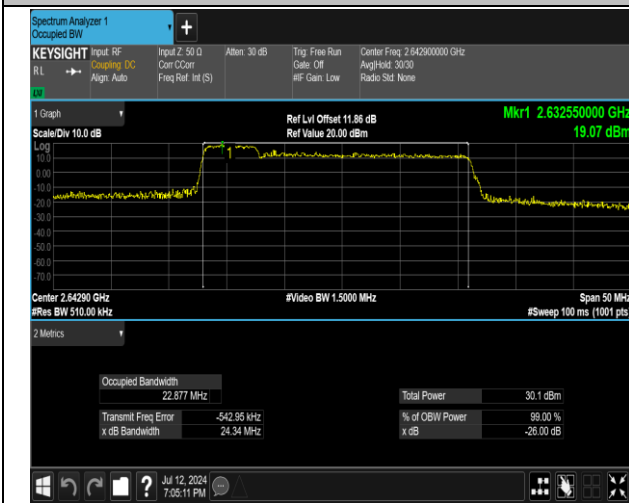 Spectrum Analyzer 1
Occupied BW
+
KEYSIGHT Input: RF Input Z: 50 Ω Atten: 30 dB Trig: Free Run Center Freq: 2.642900000 GHz
RL Coupling: DC Corr CCorr Gate: Off Avg|Hold: 30/30
Align: Auto Freq Ref: Int (S) #IF Gain: Low Radio Std: None
1 Graph Ref Lvl Offset 11.86 dB Mkr1 2.632550000 GHz
Scale/Div 10.0 dB Ref Value 20.00 dBm 19.07 dBm
Log
10.0
1
0.00
-10.0
-20.0
-30.0
-40.0
-50.0
-60.0
-70.0
Center 2.64290 GHz #Video BW 1.5000 MHz Span 50 MHz
#Res BW 510.00 kHz #Sweep 100 ms (1001 pts)
2 Metrics
Occupied Bandwidth
22.877 MHz Total Power 30.1 dBm
Transmit Freq Error -542.95 kHz % of OBW Power 99.00 %
x dB Bandwidth 24.34 MHz x dB -26.00 dB
? Jul 12, 2024
7:05:11 PM